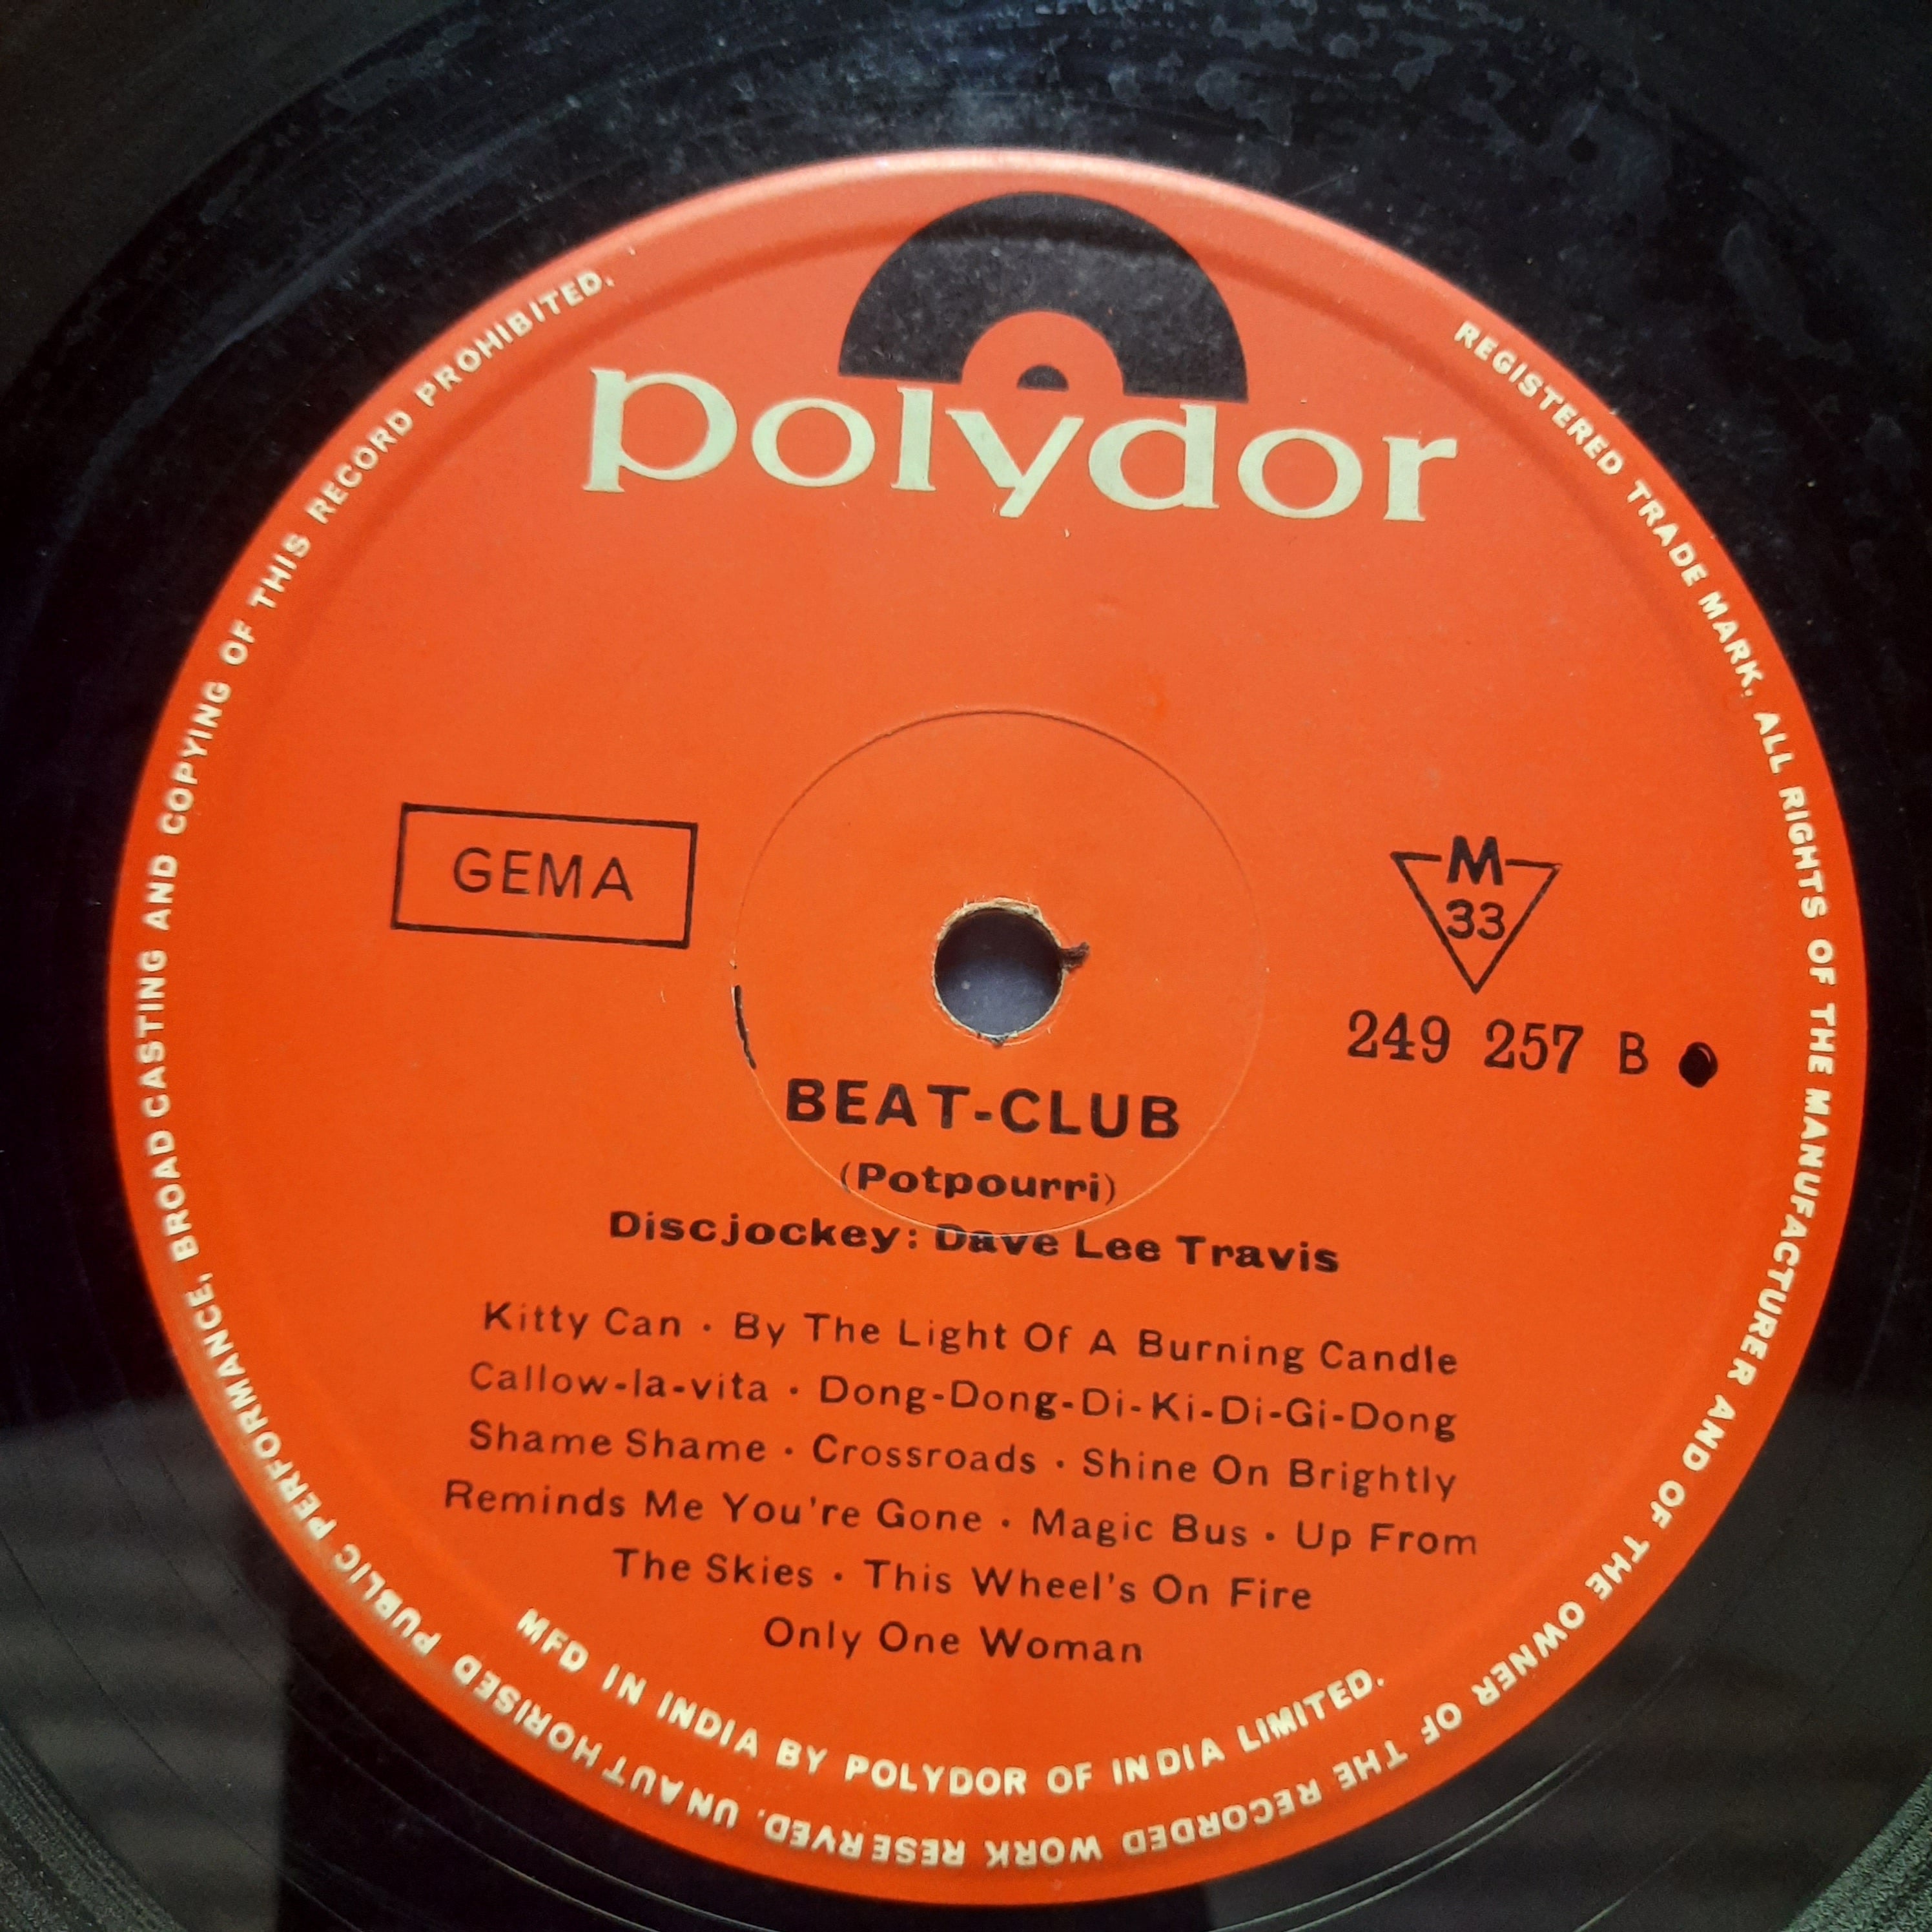 polydor
GEMA
M
33
249 257 B
BEAT-CLUB
(Potpourri)
Discjockey: Dave Lee Travis
Kitty Can · By The Light Of A Burning Candle
Callow-la-vita · Dong-Dong-Di-Ki-Di-Gi-Dong
Shame Shame · Crossroads · Shine On Brightly
Reminds Me You're Gone · Magic Bus · Up From
The Skies · This Wheel's On Fire
Only One Woman
MFD IN INDIA BY POLYDOR OF INDIA LIMITED.
REGISTERED TRADE MARK. ALL RIGHTS OF THE MANUFACTURER AND OF THE OWNER OF THE RECORDED WORK RESERVED. UNAUTHORISED PUBLIC PERFORMANCE, BROADCASTING AND COPYING OF THIS RECORD PROHIBITED.